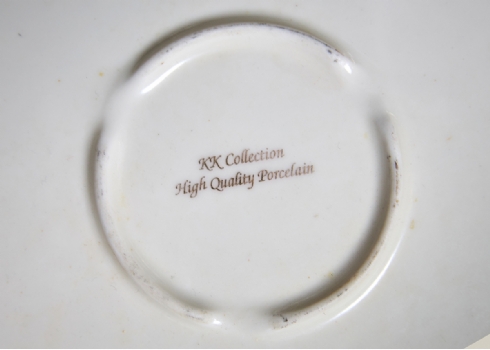 KK Collection
High Quality Porcelain